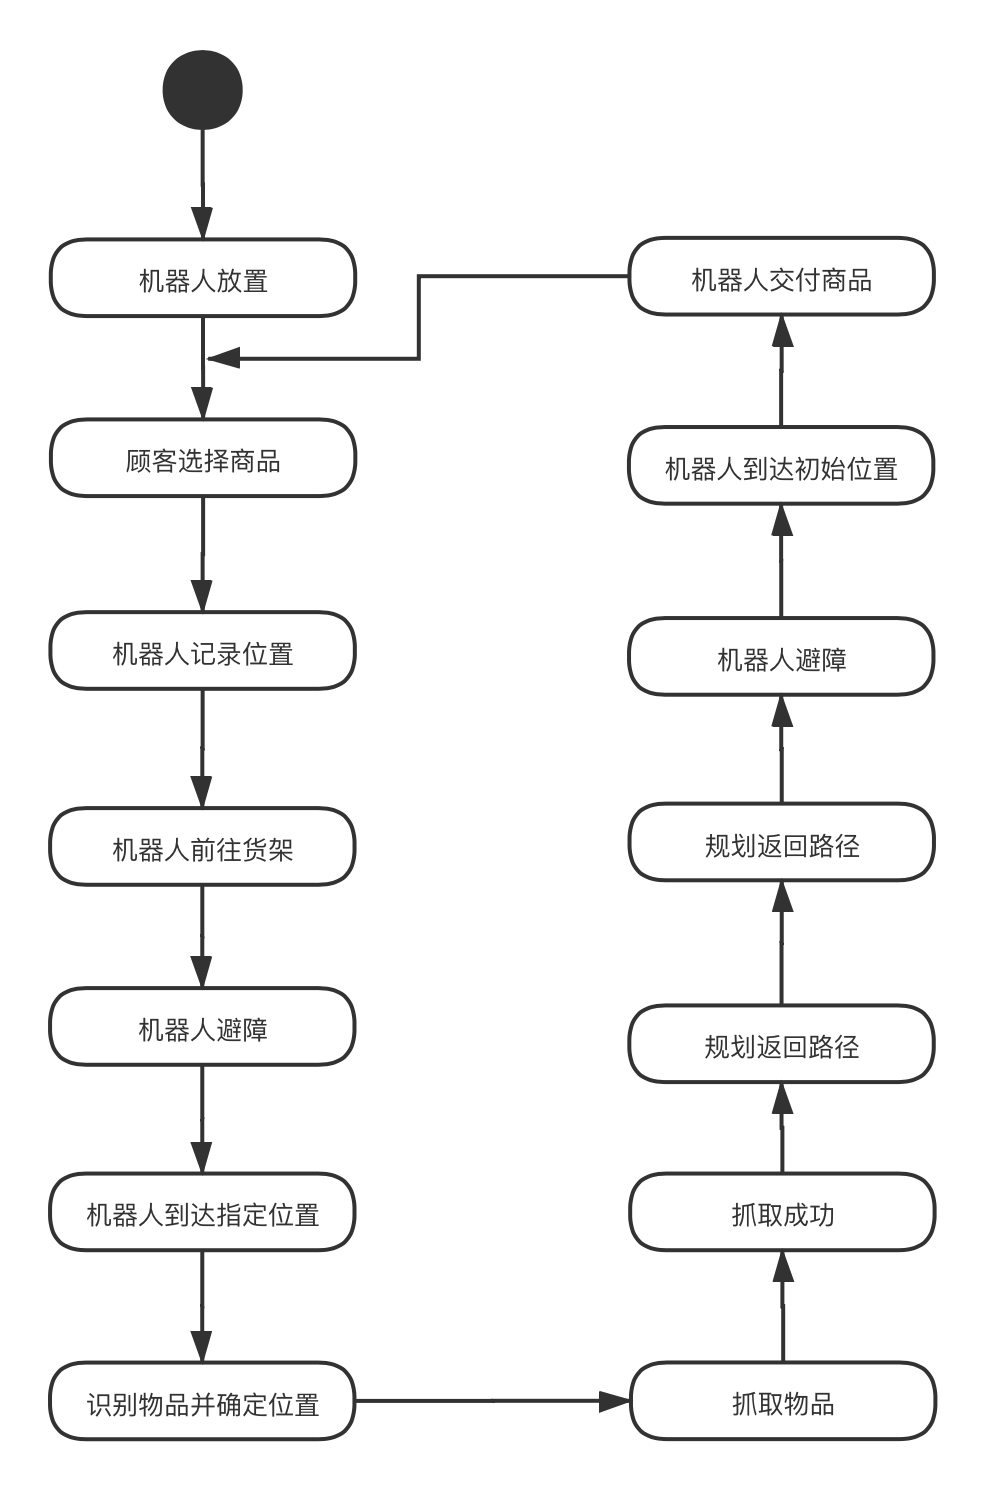 机器人放置
顾客选择商品
机器人记录位置
机器人前往货架
机器人避障
机器人到达指定位置
识别物品并确定位置
抓取物品
抓取成功
规划返回路径
规划返回路径
机器人避障
机器人到达初始位置
机器人交付商品